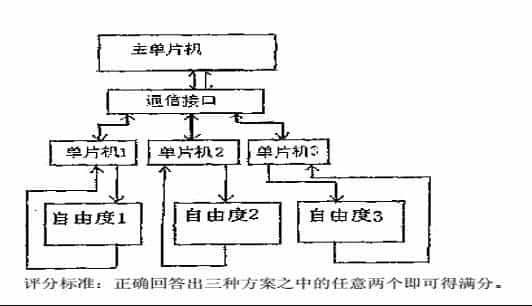 主单片机
通信接口
单片机1 单片机2 单片机3
自由度1 自由度2 自由度3
评分标准：正确回答出三种方案之中的任意两个即可得满分。